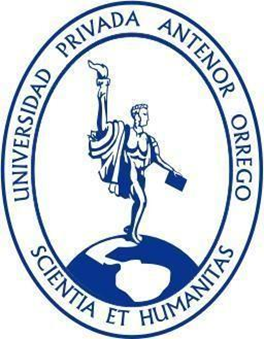 UNIVERSIDAD PRIVADA ANTENOR ORREGO
SCIENTIA ET HUMANITAS